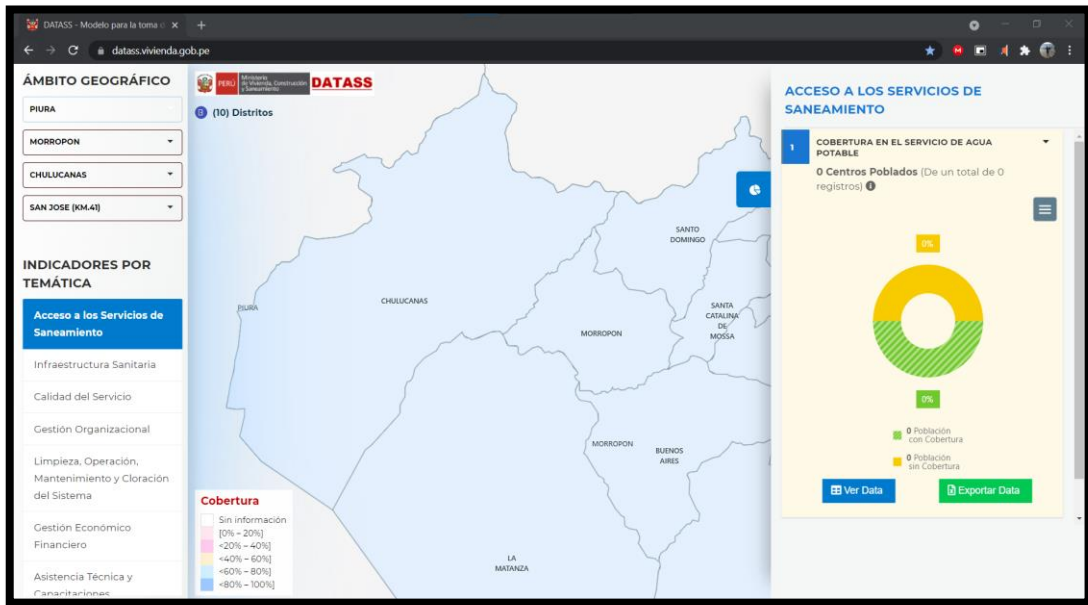 DATASS - Modelo para la toma d
datass.vivienda.gob.pe
ÁMBITO GEOGRÁFICO
PIURA
MORROPON
CHULUCANAS
SAN JOSE (KM.41)
INDICADORES POR
TEMÁTICA
Acceso a los Servicios de
Saneamiento
Infraestructura Sanitaria
Calidad del Servicio
Gestión Organizacional
Limpieza, Operación,
Mantenimiento y Cloración
del Sistema
Gestión Económico
Financiero
Asistencia Técnica y
Capacitaciones
PERÚ
Ministerio
de Vivienda, Construcción
y Saneamiento
DATASS
(10) Distritos
SANTO
DOMINGO
PIURA
CHULUCANAS
SANTA
CATALINA
DE
MOSSA
MORROPON
MORROPON
BUENOS
AIRES
LA
MATANZA
Cobertura
Sin información
[0% – 20%]
<20% – 40%]
<40% – 60%]
<60% – 80%]
<80% – 100%]
ACCESO A LOS SERVICIOS DE
SANEAMIENTO
1
COBERTURA EN EL SERVICIO DE AGUA
POTABLE
0 Centros Poblados (De un total de 0
registros)
0%
0%
0 Población
con Cobertura
0 Población
sin Cobertura
Ver Data
Exportar Data